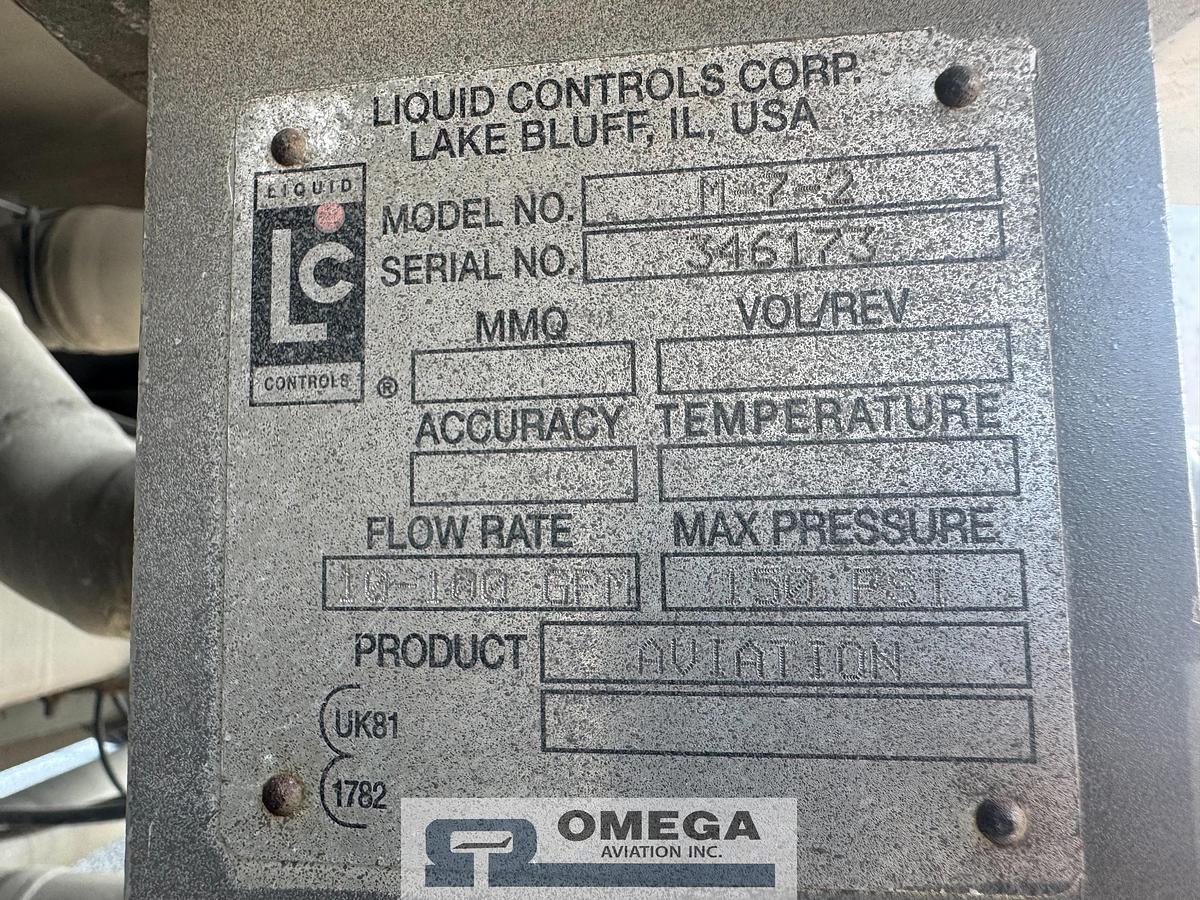 LIQUID CONTROLS CORP.
LAKE BLUFF, IL, USA
LIQUID
LC
CONTROLS ®
MODEL NO. M-7-2
SERIAL NO. 346173
MMQ VOL/REV
ACCURACY TEMPERATURE
FLOW RATE MAX PRESSURE
10-100 GPM 150 PSI
PRODUCT AVIATION
UK81
1782
OMEGA
AVIATION INC.